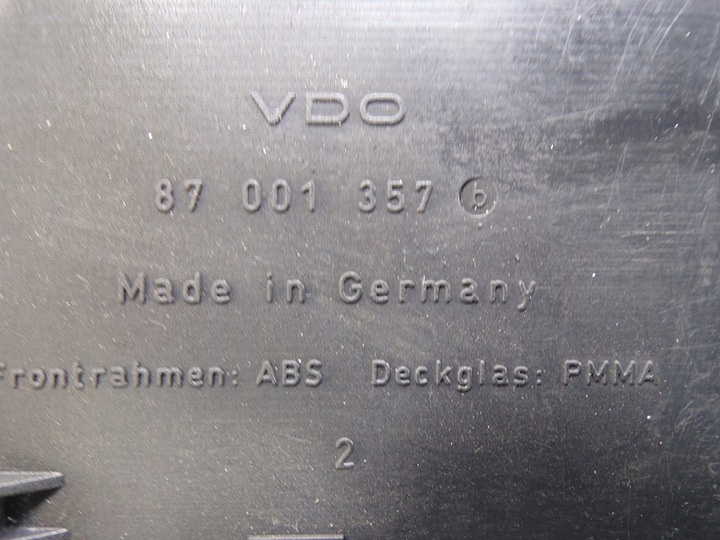 VDO
87 001 357 b
Made in Germany
Frontrahmen: ABS Deckglas: PMMA
2